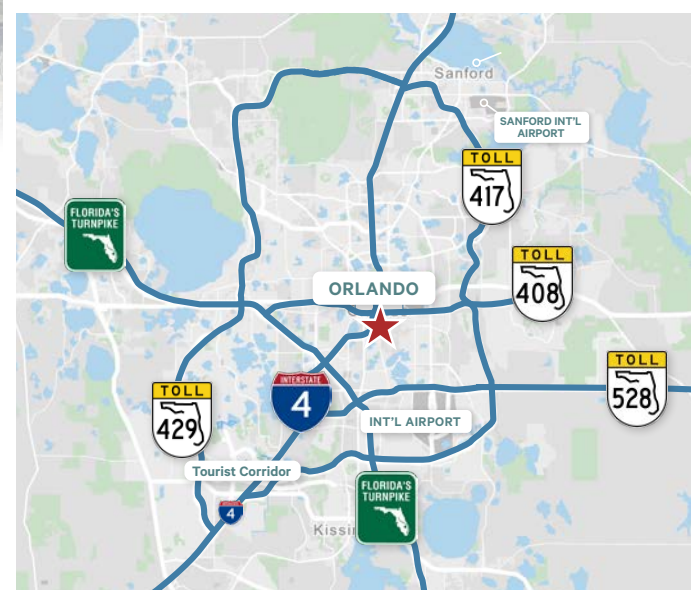 Sanford
SANFORD INT'L
AIRPORT
TOLL
417
FLORIDA'S
TURNPIKE
TOLL
408
ORLANDO
TOLL
528
INTERSTATE
4
TOLL
429
INT'L AIRPORT
Tourist Corridor
FLORIDA'S
TURNPIKE
4
Kissi